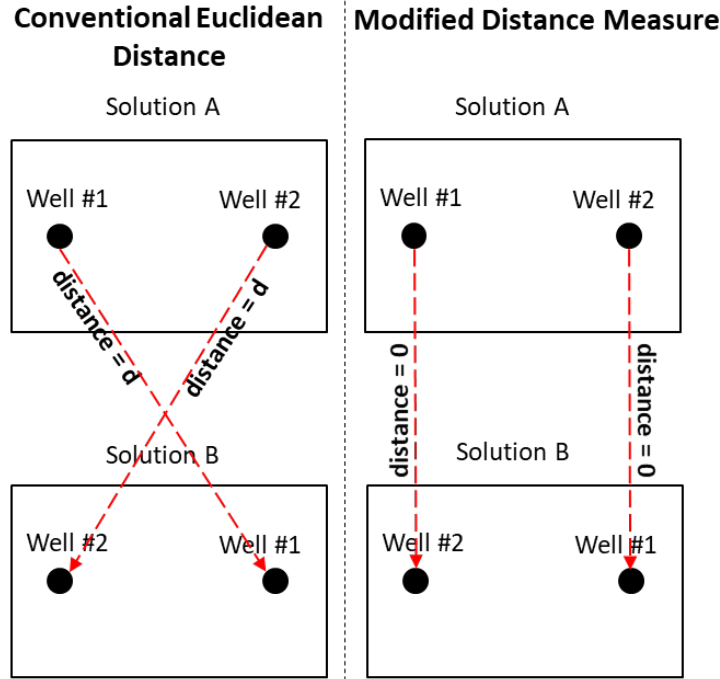 Conventional Euclidean
Distance
Solution A
Well #1
Well #2
distance = d
distance = d
Solution B
Well #2
Well #1
Modified Distance Measure
Solution A
Well #1
Well #2
distance = 0
distance = 0
Solution B
Well #2
Well #1